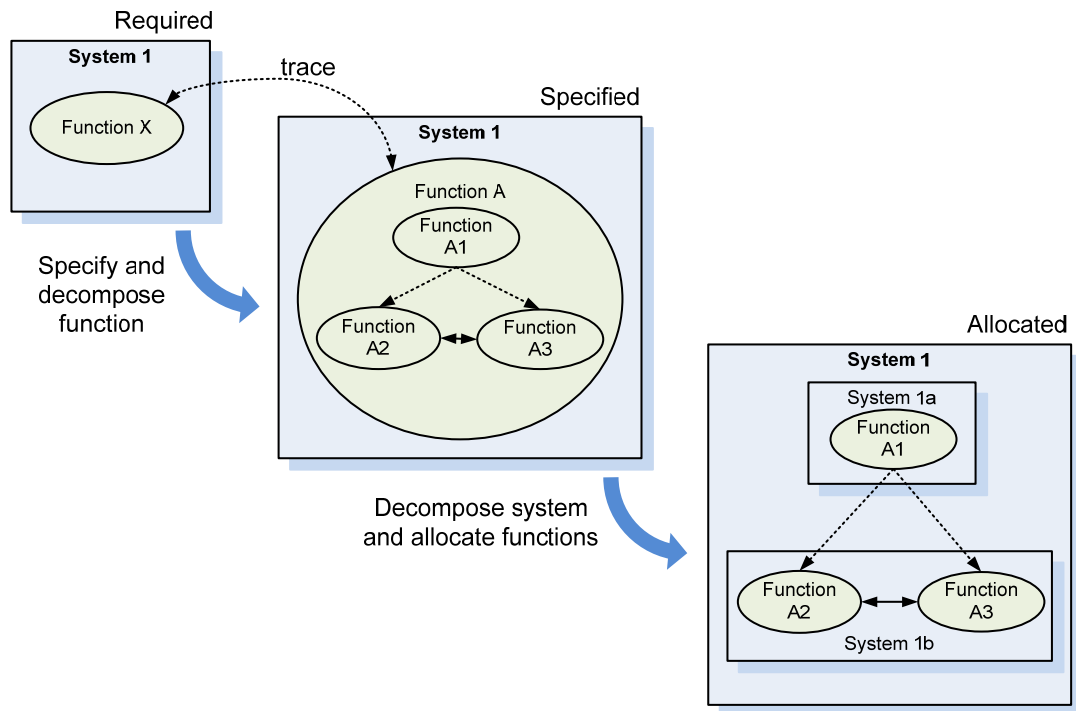 Required
System 1
Function X
trace
Specified
System 1
Function A
Function
A1
Function
A2
Function
A3
Specify and
decompose
function
Decompose system
and allocate functions
Allocated
System 1
System 1a
Function
A1
Function
A2
Function
A3
System 1b